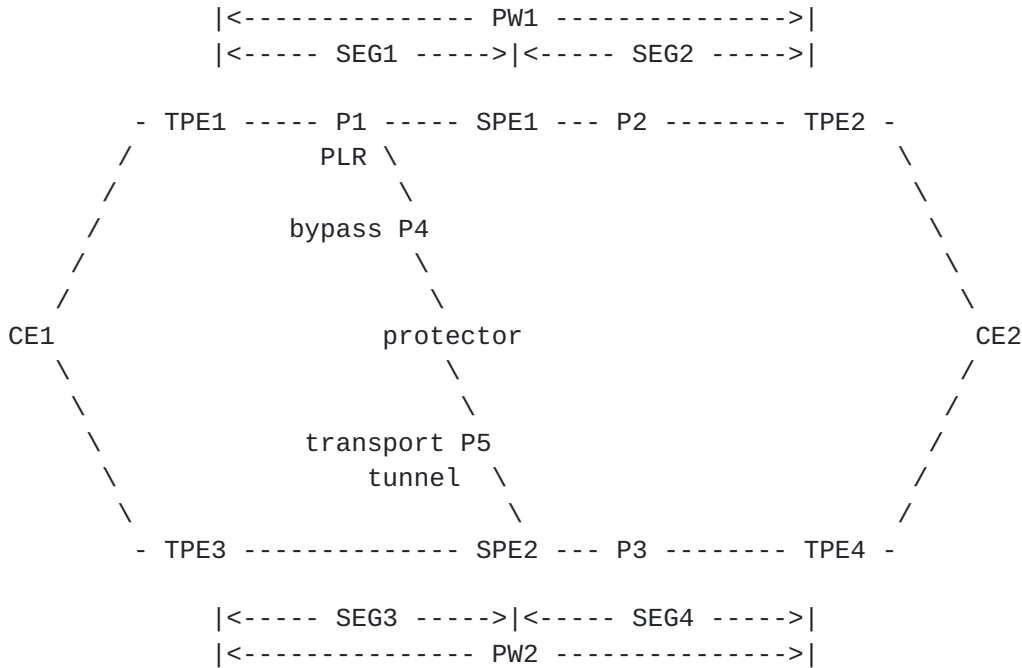 |<--------------- PW1 --------------->|
|<----- SEG1 ----->|<----- SEG2 ----->|
- TPE1 ----- P1 ----- SPE1 --- P2 -------- TPE2 -
PLR \
bypass P4
CE1 protector CE2
transport P5
tunnel \
- TPE3 -------------- SPE2 --- P3 -------- TPE4 -
|<----- SEG3 ----->|<----- SEG4 ----->|
|<--------------- PW2 --------------->|